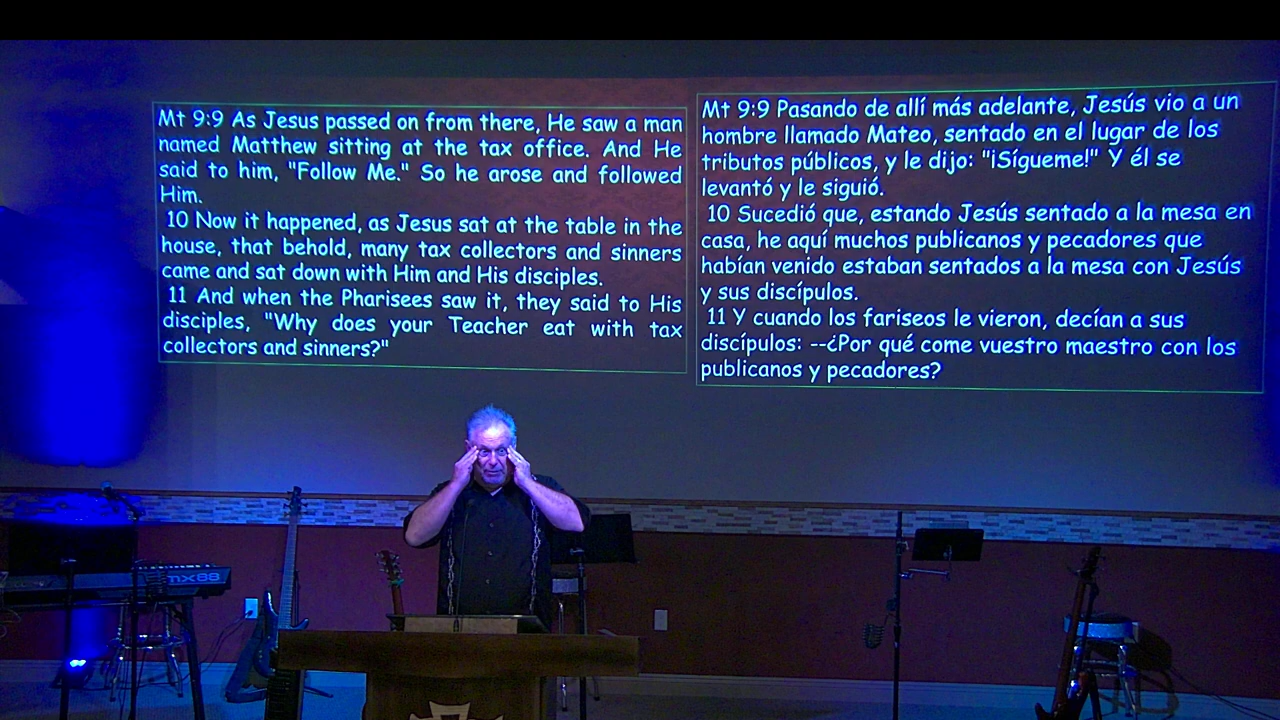 Mt 9:9 As Jesus passed on from there, He saw a man
named Matthew sitting at the tax office. And He
said to him, "Follow Me." So he arose and followed
Him.
10 Now it happened, as Jesus sat at the table in the
house, that behold, many tax collectors and sinners
came and sat down with Him and His disciples.
11 And when the Pharisees saw it, they said to His
disciples, "Why does your Teacher eat with tax
collectors and sinners?"
Mt 9:9 Pasando de allí más adelante, Jesús vio a un
hombre llamado Mateo, sentado en el lugar de los
tributos públicos, y le dijo: "¡Sígueme!" Y él se
levantó y le siguió.
10 Sucedió que, estando Jesús sentado a la mesa en
casa, he aquí muchos publicanos y pecadores que
habían venido estaban sentados a la mesa con Jesús
y sus discípulos.
11 Y cuando los fariseos le vieron, decían a sus
discípulos: --¿Por qué come vuestro maestro con los
publicanos y pecadores?